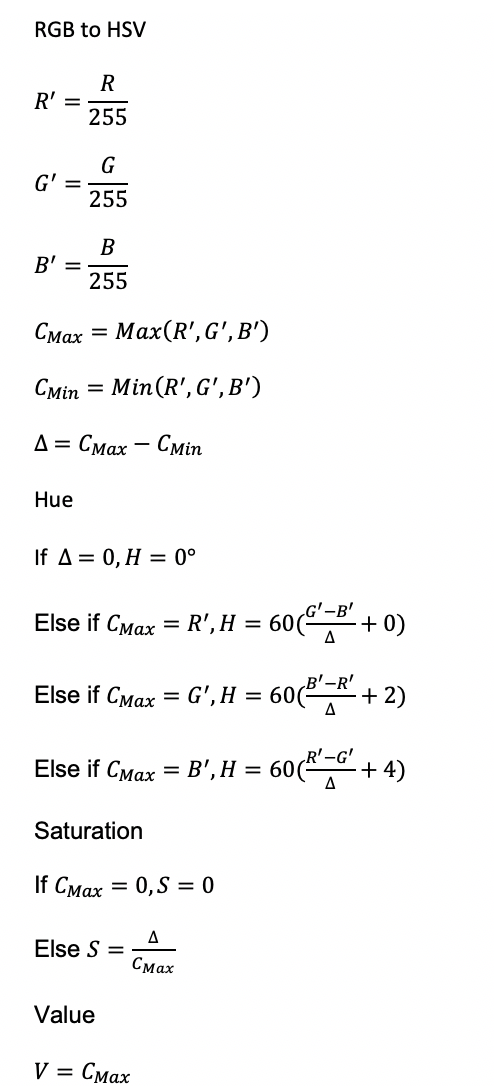 RGB to HSV
R′ = R/255
G′ = G/255
B′ = B/255
C_Max = Max(R′, G′, B′)
C_Min = Min(R′, G′, B′)
Δ = C_Max − C_Min
Hue
If Δ = 0, H = 0°
Else if C_Max = R′, H = 60((G′−B′)/Δ + 0)
Else if C_Max = G′, H = 60((B′−R′)/Δ + 2)
Else if C_Max = B′, H = 60((R′−G′)/Δ + 4)
Saturation
If C_Max = 0, S = 0
Else S = Δ/C_Max
Value
V = C_Max